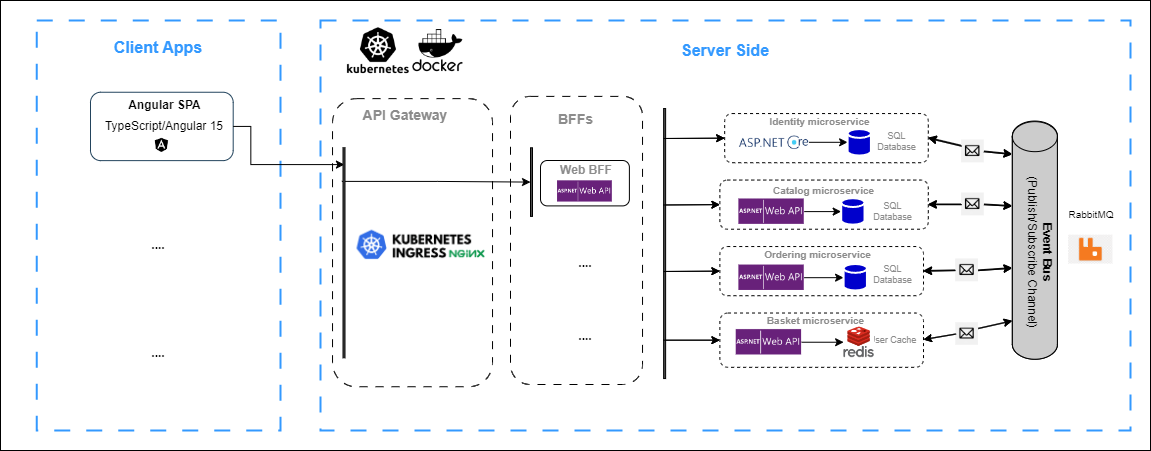 Client Apps
Angular SPA
TypeScript/Angular 15
....
....
Server Side
kubernetes
docker
API Gateway
KUBERNETES
INGRESS NGINX
BFFs
Web BFF
ASP.NET Web API
....
....
Identity microservice
ASP.NET Core
SQL
Database
Catalog microservice
ASP.NET Web API
SQL
Database
Ordering microservice
ASP.NET Web API
SQL
Database
Basket microservice
ASP.NET Web API
redis
User Cache
Event Bus
(Publish/Subscribe Channel)
RabbitMQ